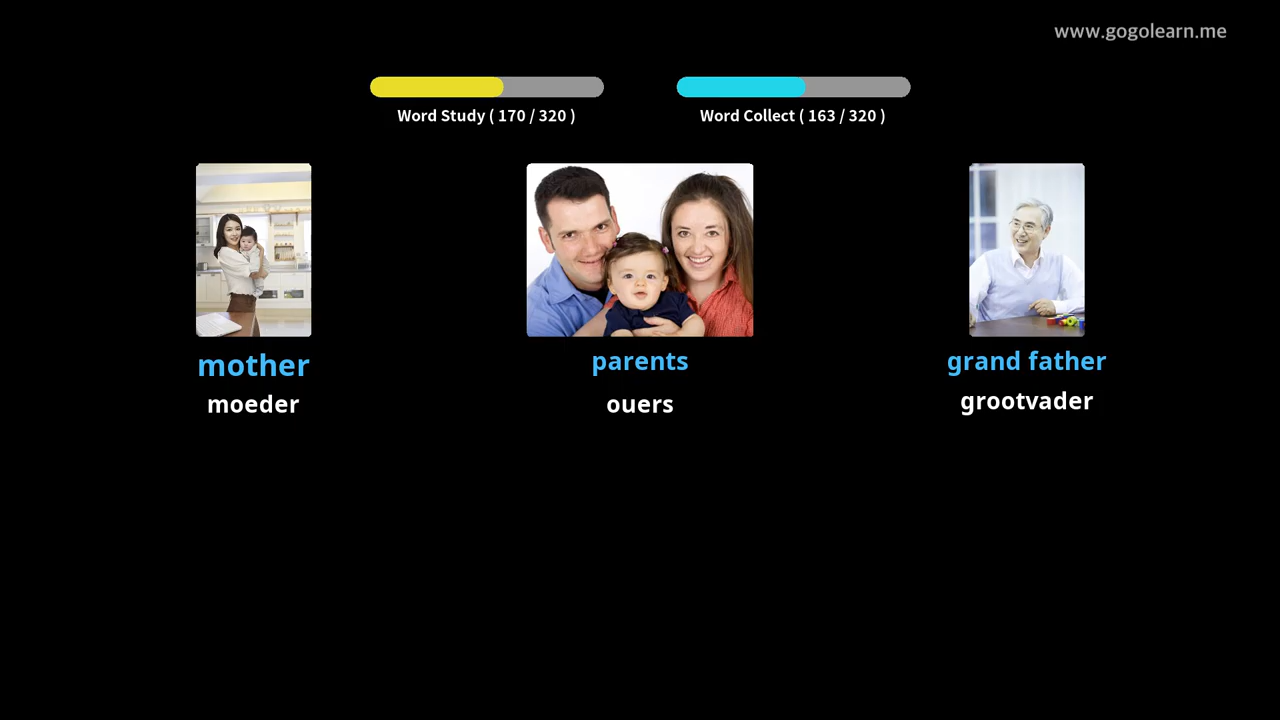 www.gogolearn.me
Word Study ( 170 / 320 )
Word Collect ( 163 / 320 )
mother
moeder
parents
ouers
grand father
grootvader